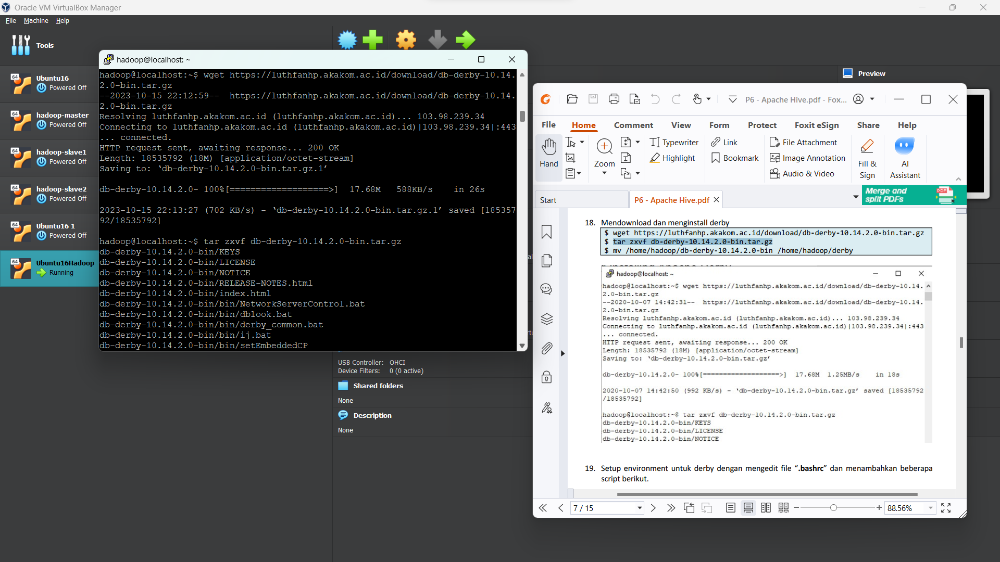 Oracle VM VirtualBox Manager
File Machine Help
Tools
64 Ubuntu16
Powered Off
64 hadoop-master
Powered Off
64 hadoop-slave1
Powered Off
64 hadoop-slave2
Powered Off
64 Ubuntu16 1
Powered Off
64 Ubuntu16Hadoop
Running
hadoop@localhost: ~
hadoop@localhost:~$ wget https://luthfanhp.akakom.ac.id/download/db-derby-10.14.
2.0-bin.tar.gz
--2023-10-15 22:12:59-- https://luthfanhp.akakom.ac.id/download/db-derby-10.14.
2.0-bin.tar.gz
Resolving luthfanhp.akakom.ac.id (luthfanhp.akakom.ac.id)... 103.98.239.34
Connecting to luthfanhp.akakom.ac.id (luthfanhp.akakom.ac.id)|103.98.239.34|:443
... connected.
HTTP request sent, awaiting response... 200 OK
Length: 18535792 (18M) [application/octet-stream]
Saving to: ‘db-derby-10.14.2.0-bin.tar.gz.1’
db-derby-10.14.2.0- 100%[===================>] 17.68M 588KB/s in 26s
2023-10-15 22:13:27 (702 KB/s) - ‘db-derby-10.14.2.0-bin.tar.gz.1’ saved [185357
92/18535792]
hadoop@localhost:~$ tar zxvf db-derby-10.14.2.0-bin.tar.gz
db-derby-10.14.2.0-bin/KEYS
db-derby-10.14.2.0-bin/LICENSE
db-derby-10.14.2.0-bin/NOTICE
db-derby-10.14.2.0-bin/RELEASE-NOTES.html
db-derby-10.14.2.0-bin/index.html
db-derby-10.14.2.0-bin/bin/NetworkServerControl.bat
db-derby-10.14.2.0-bin/bin/dblook.bat
db-derby-10.14.2.0-bin/bin/derby_common.bat
db-derby-10.14.2.0-bin/bin/ij.bat
db-derby-10.14.2.0-bin/bin/setEmbeddedCP
USB Controller: OHCI
Device Filters: 0 (0 active)
Shared folders
None
Description
None
Preview
P6 - Apache Hive.pdf - Fox...
File Home Comment View Form Protect Foxit eSign Share Help
Hand
Zoom
Typewriter
Highlight
Link
Bookmark
File Attachment
Image Annotation
Audio & Video
Fill &
Sign
AI
Assistant
Start
P6 - Apache Hive.pdf
Merge and
split PDFs
PDF
18. Mendownload dan menginstall derby
$ wget https://luthfanhp.akakom.ac.id/download/db-derby-10.14.2.0-bin.tar.gz
$ tar zxvf db-derby-10.14.2.0-bin.tar.gz
$ mv /home/hadoop/db-derby-10.14.2.0-bin /home/hadoop/derby
hadoop@localhost: ~
hadoop@localhost:~$ wget https://luthfanhp.akakom.ac.id/download/db-derby-10.14.
2.0-bin.tar.gz
--2020-10-07 14:42:31-- https://luthfanhp.akakom.ac.id/download/db-derby-10.14.
2.0-bin.tar.gz
Resolving luthfanhp.akakom.ac.id (luthfanhp.akakom.ac.id)... 103.98.239.34
Connecting to luthfanhp.akakom.ac.id (luthfanhp.akakom.ac.id)|103.98.239.34|:443
... connected.
HTTP request sent, awaiting response... 200 OK
Length: 18535792 (18M) [application/octet-stream]
Saving to: ‘db-derby-10.14.2.0-bin.tar.gz’
db-derby-10.14.2.0- 100%[===================>] 17.68M 1.25MB/s in 18s
2020-10-07 14:42:50 (992 KB/s) - ‘db-derby-10.14.2.0-bin.tar.gz’ saved [18535792
/18535792]
hadoop@localhost:~$ tar zxvf db-derby-10.14.2.0-bin.tar.gz
db-derby-10.14.2.0-bin/KEYS
db-derby-10.14.2.0-bin/LICENSE
db-derby-10.14.2.0-bin/NOTICE
19. Setup environment untuk derby dengan mengedit file “.bashrc” dan menambahkan beberapa
script berikut.
7 / 15
88.56%